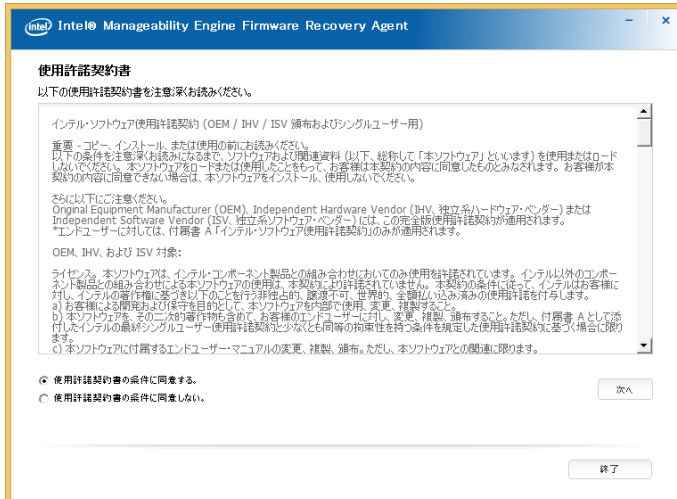 intel Intel® Manageability Engine Firmware Recovery Agent
使用許諾契約書
以下の使用許諾契約書を注意深くお読みください。
インテル・ソフトウェア使用許諾契約 (OEM / IHV / ISV 頒布およびシングルユーザー用)
重要 - コピー、インストール、または使用の前にお読みください。
以下の条件を注意深くお読みになるまで、ソフトウェアおよび関連資料 (以下、総称して「本ソフトウェア」といいます) を使用またはロード
しないでください。本ソフトウェアをロードまたは使用したことをもって、お客様は本契約の内容に同意したものとみなされます。お客様が本
契約の内容に同意できない場合は、本ソフトウェアをインストール、使用しないでください。
さらに以下にご注意ください。
Original Equipment Manufacturer (OEM)、Independent Hardware Vendor (IHV、独立系ハードウェア・ベンダー) または
Independent Software Vendor (ISV、独立系ソフトウェア・ベンダー) には、この完全版使用許諾契約が適用されます。
*エンドユーザーに対しては、付属書 A 「インテル・ソフトウェア使用許諾契約」のみが適用されます。
OEM、IHV、および ISV 対象:
ライセンス。本ソフトウェアは、インテル・コンポーネント製品との組み合わせにおいてのみ使用を許諾されています。インテル以外のコンポー
ネント製品との組み合わせによる本ソフトウェアの使用は、本契約により許諾されていません。本契約の条件に従って、インテルはお客様に
対し、インテルの著作権に基づき以下のことを行う非独占的、譲渡不可、世界的、全額払い込み済みの使用許諾を付与します。
a) お客様による開発および保守を目的として、本ソフトウェアを内部で使用、変更、複製すること。
b) 本ソフトウェアを、その二次的著作物も含めて、お客様のエンドユーザーに対し、変更、複製、頒布すること。ただし、付属書 A として添
付したインテルの最終シングルユーザー使用許諾契約と少なくとも同等の拘束性を持つ条件を規定した使用許諾契約に基づく場合に限り
ます。
c) 本ソフトウェアに付属するエンドユーザー・マニュアルの変更、複製、頒布。ただし、本ソフトウェアとの関連に限ります。
使用許諾契約書の条件に同意する。
使用許諾契約書の条件に同意しない。
次へ
終了